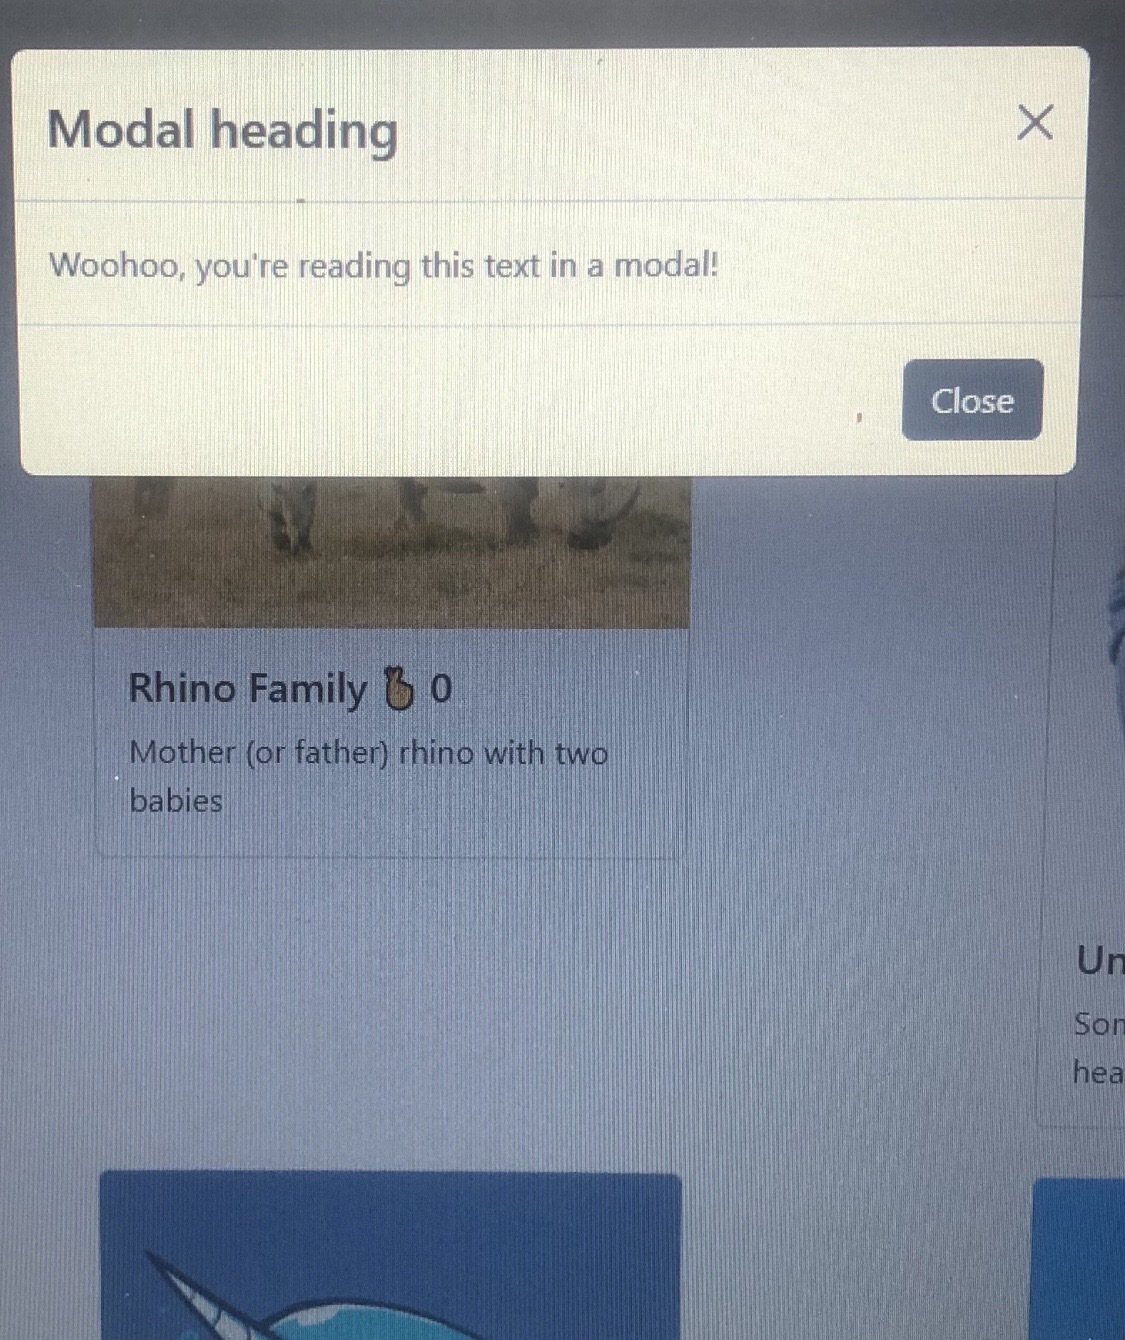 Modal heading
Woohoo, you're reading this text in a modal!
Close
Rhino Family 0
Mother (or father) rhino with two
babies